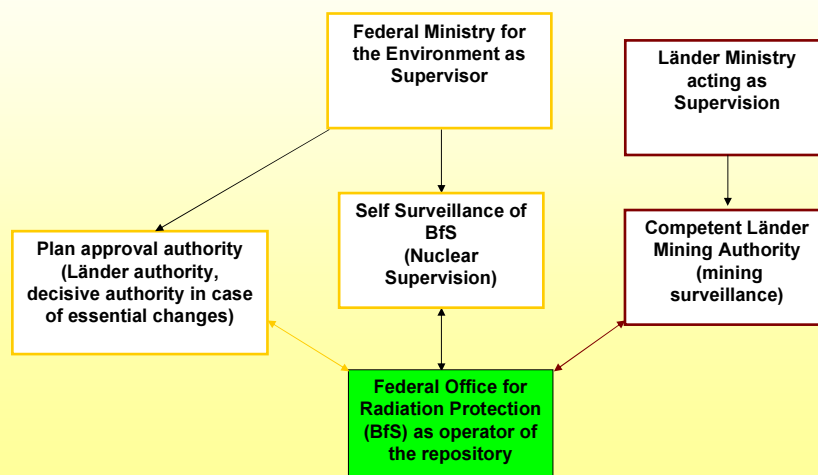 Federal Ministry for
the Environment as
Supervisor
Länder Ministry
acting as
Supervision
Plan approval authority
(Länder authority,
decisive authority in case
of essential changes)
Self Surveillance of
BfS
(Nuclear
Supervision)
Competent Länder
Mining Authority
(mining
surveillance)
Federal Office for
Radiation Protection
(BfS) as operator of
the repository